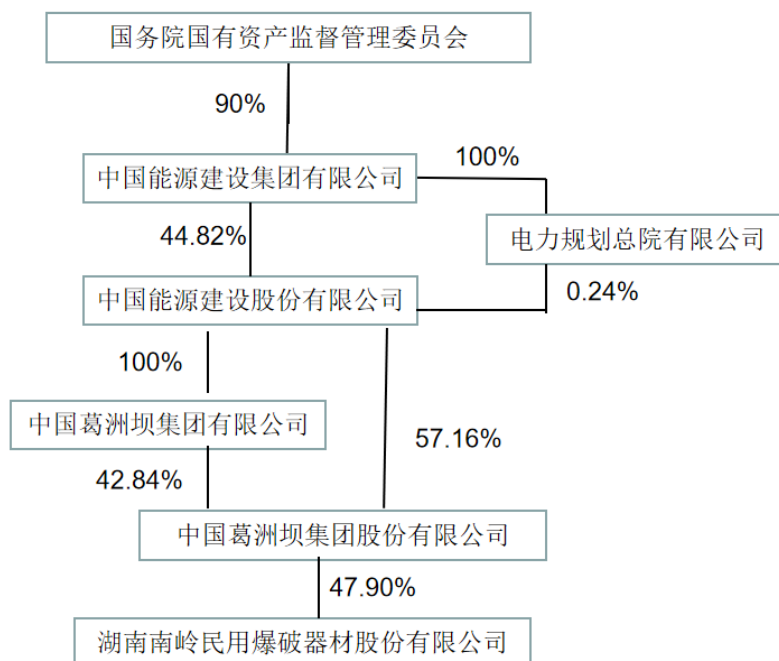 国务院国有资产监督管理委员会
90%
100%
中国能源建设集团有限公司
44.82%
电力规划总院有限公司
中国能源建设股份有限公司
0.24%
100%
中国葛洲坝集团有限公司
57.16%
42.84%
中国葛洲坝集团股份有限公司
47.90%
湖南南岭民用爆破器材股份有限公司